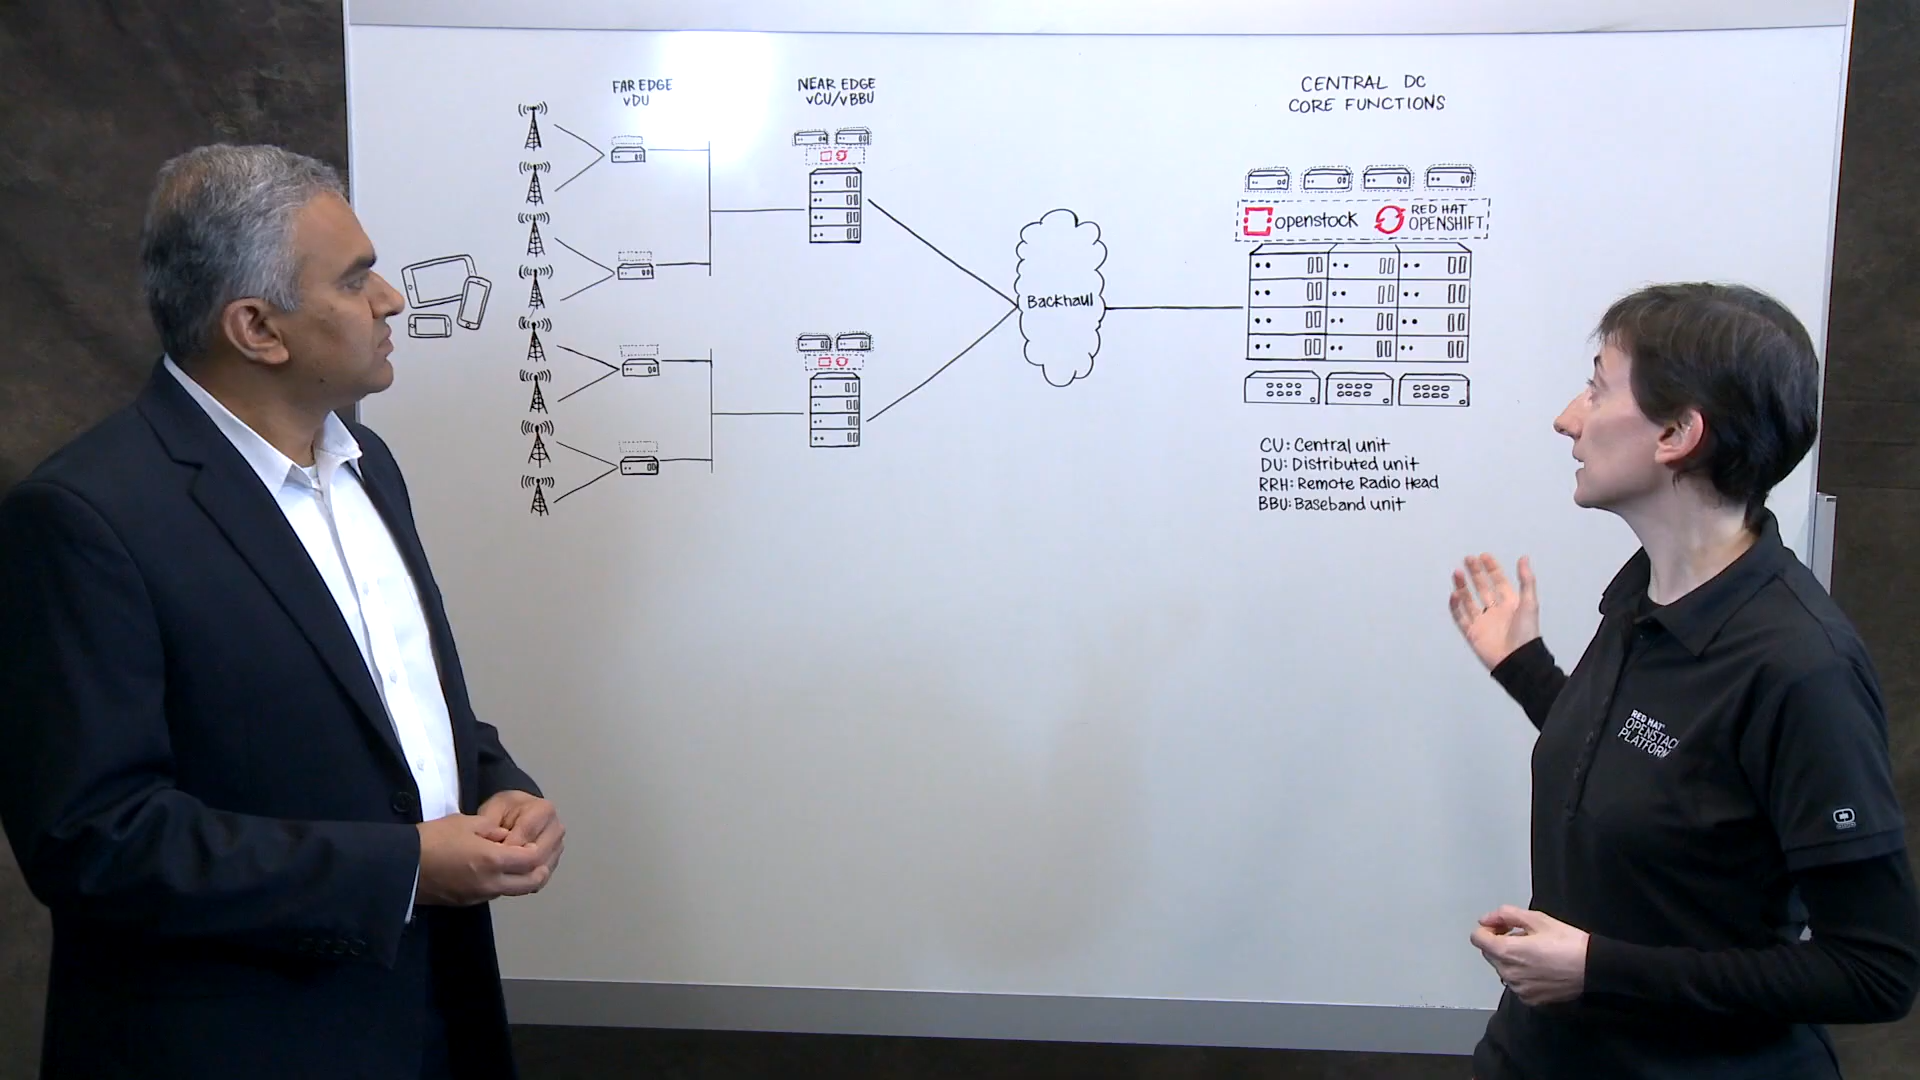 FAR EDGE
vDU
NEAR EDGE
vCU/vBBU
CENTRAL DC
CORE FUNCTIONS
openstack
RED HAT
OPENSHIFT
Backhaul
CU: Central unit
DU: Distributed unit
RRH: Remote Radio Head
BBU: Baseband unit
RED HAT
OPENSTAC
PLATFORM